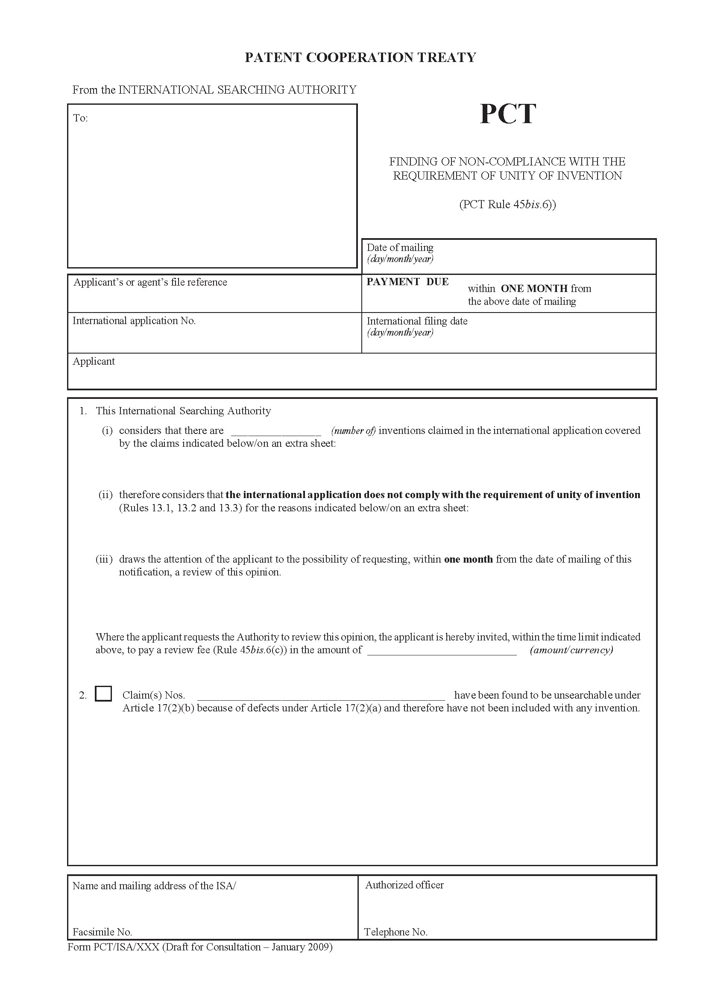 PATENT COOPERATION TREATY
From the INTERNATIONAL SEARCHING AUTHORITY
To:
PCT
FINDING OF NON-COMPLIANCE WITH THE
REQUIREMENT OF UNITY OF INVENTION
(PCT Rule 45bis.6))
Date of mailing
(day/month/year)
Applicant’s or agent’s file reference
PAYMENT DUE
within ONE MONTH from
the above date of mailing
International application No.
International filing date
(day/month/year)
Applicant
1. This International Searching Authority
(i) considers that there are ________________ (number of) inventions claimed in the international application covered
by the claims indicated below/on an extra sheet:
(ii) therefore considers that the international application does not comply with the requirement of unity of invention
(Rules 13.1, 13.2 and 13.3) for the reasons indicated below/on an extra sheet:
(iii) draws the attention of the applicant to the possibility of requesting, within one month from the date of mailing of this
notification, a review of this opinion.
Where the applicant requests the Authority to review this opinion, the applicant is hereby invited, within the time limit indicated
above, to pay a review fee (Rule 45bis.6(c)) in the amount of ___________________________ (amount/currency)
2. Claim(s) Nos. ____________________________________________ have been found to be unsearchable under
Article 17(2)(b) because of defects under Article 17(2)(a) and therefore have not been included with any invention.
Name and mailing address of the ISA/
Authorized officer
Facsimile No.
Telephone No.
Form PCT/ISA/XXX (Draft for Consultation – January 2009)